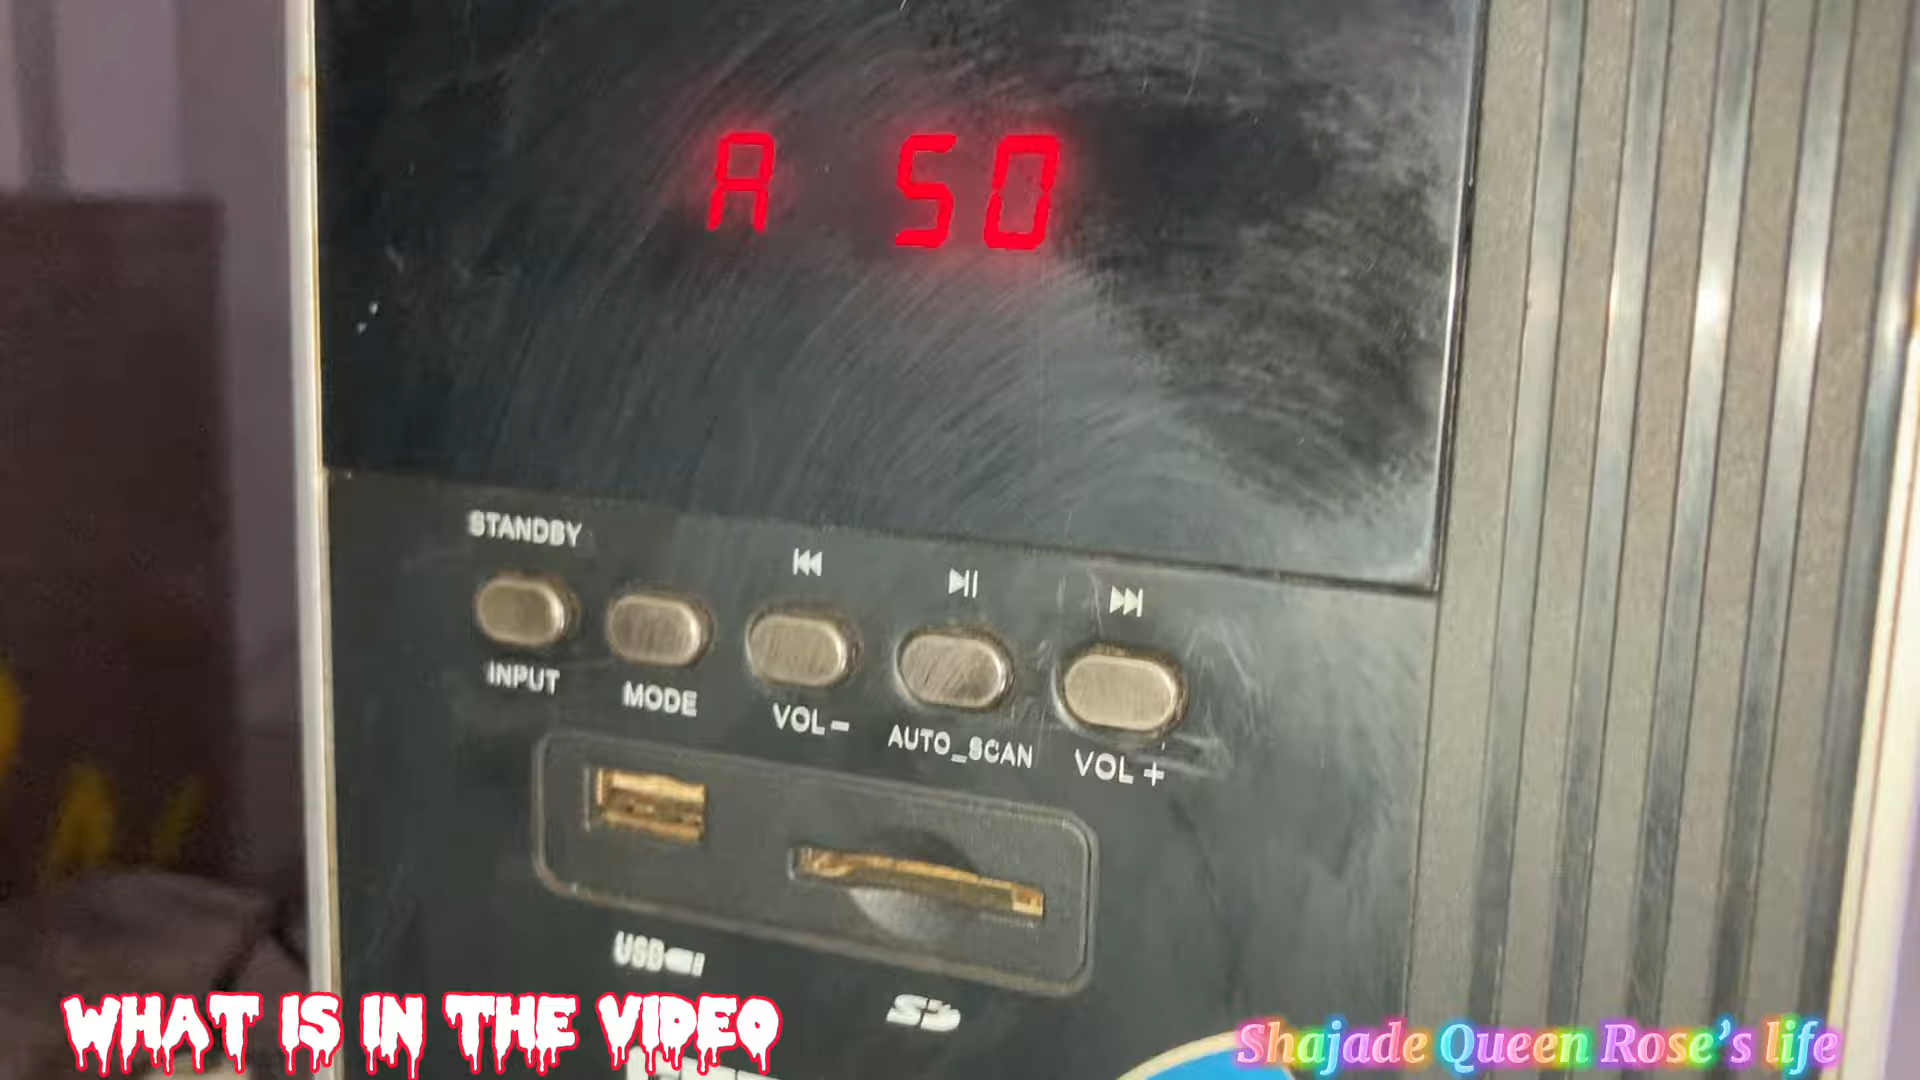 A 50
STANDBY
INPUT
MODE
VOL-
AUTO_SCAN
VOL+
USB
SD
WHAT IS IN THE VIDEO
Shajade Queen Rose's life